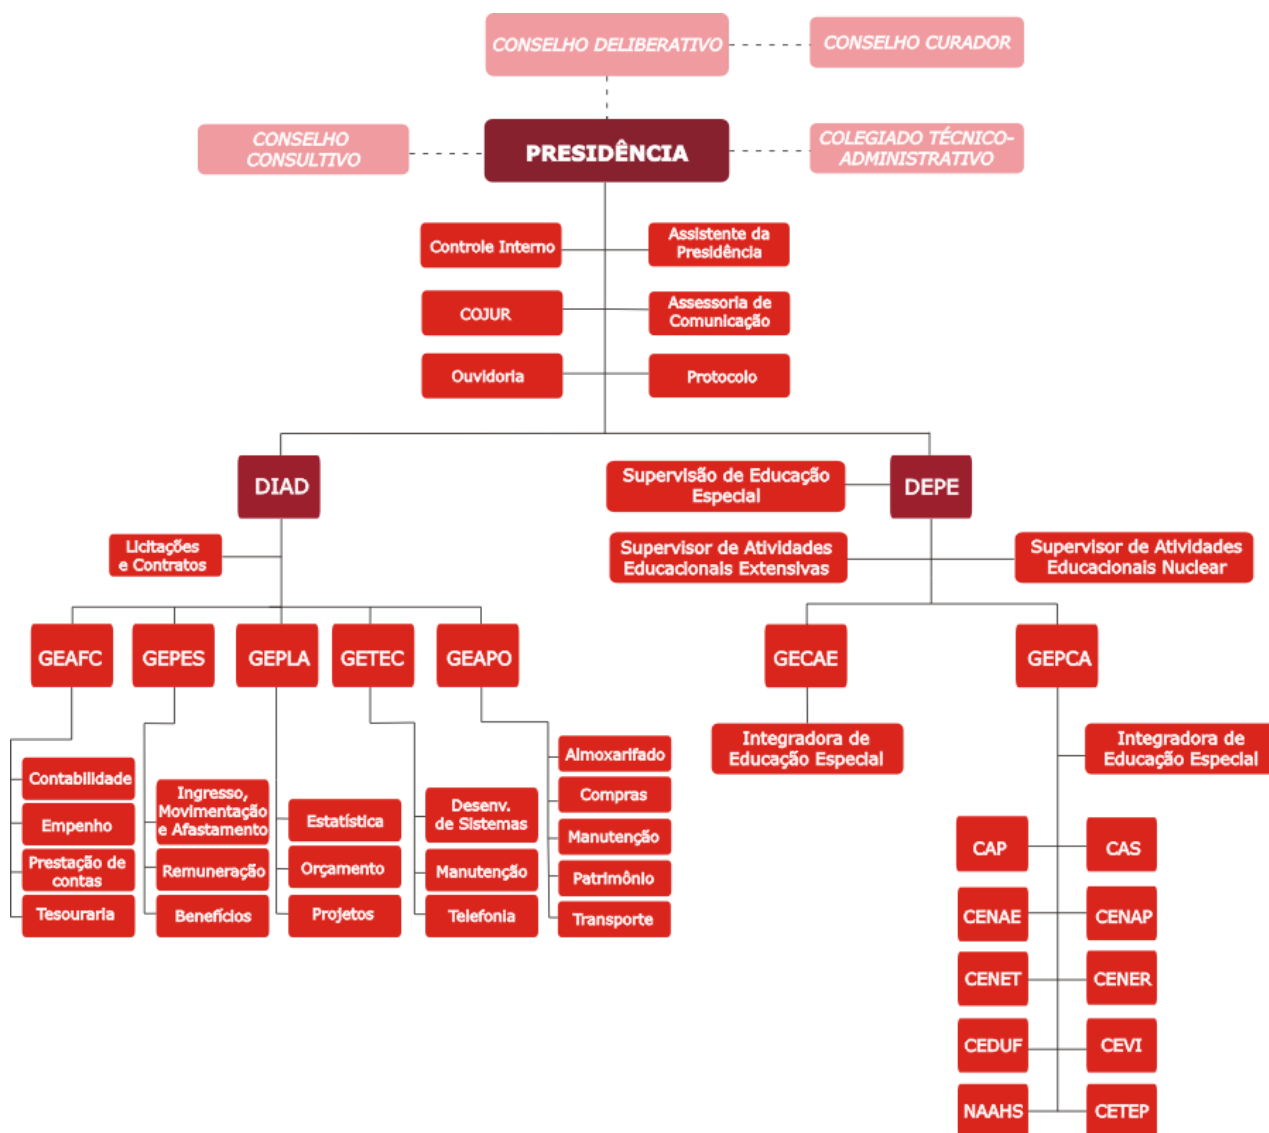 CONSELHO DELIBERATIVO
CONSELHO CURADOR
CONSELHO
CONSULTIVO
PRESIDÊNCIA
COLEGIADO TÉCNICO-
ADMINISTRATIVO
Controle Interno
Assistente da
Presidência
COJUR
Assessoria de
Comunicação
Ouvidoria
Protocolo
DIAD
Supervisão de Educação
Especial
DEPE
Licitações
e Contratos
Supervisor de Atividades
Educacionais Extensivas
Supervisor de Atividades
Educacionais Nuclear
GEAFC
GEPES
GEPLA
GETEC
GEAPO
GECAE
GEPCA
Contabilidade
Empenho
Prestação de
contas
Tesouraria
Ingresso,
Movimentação
e Afastamento
Remuneração
Benefícios
Estatística
Orçamento
Projetos
Desenv.
de Sistemas
Manutenção
Telefonia
Almoxarifado
Compras
Manutenção
Patrimônio
Transporte
Integradora de
Educação Especial
Integradora de
Educação Especial
CAP
CAS
CENAE
CENAP
CENET
CENER
CEDUF
CEVI
NAAHS
CETEP